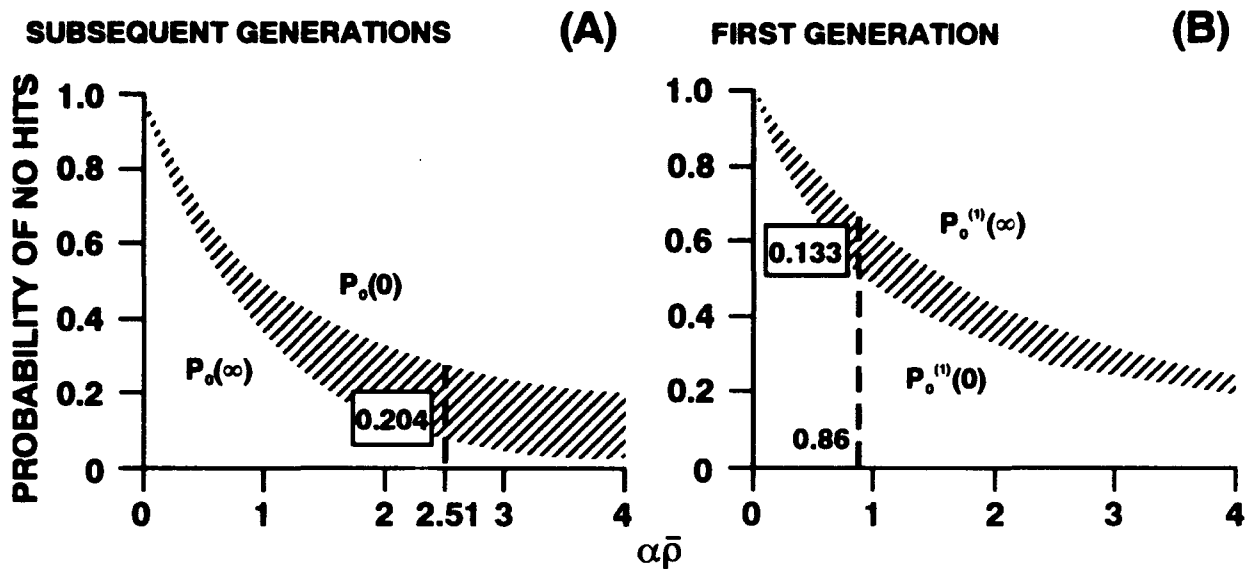 SUBSEQUENT GENERATIONS (A)
PROBABILITY OF NO HITS
1.0
0.8
0.6
0.4
0.2
0
P₀(0)
P₀(∞)
0.204
0 1 2 2.51 3 4
FIRST GENERATION (B)
1.0
0.8
0.6
0.4
0.2
0
P₀⁽¹⁾(∞)
0.133
P₀⁽¹⁾(0)
0.86
0 1 2 3 4
αρ̄